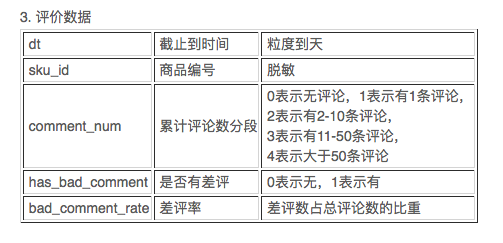 3. 评价数据
dt 截止到时间 粒度到天
sku_id 商品编号 脱敏
comment_num 累计评论数分段 0表示无评论，1表示有1条评论，
2表示有2-10条评论，
3表示有11-50条评论，
4表示大于50条评论
has_bad_comment 是否有差评 0表示无，1表示有
bad_comment_rate 差评率 差评数占总评论数的比重